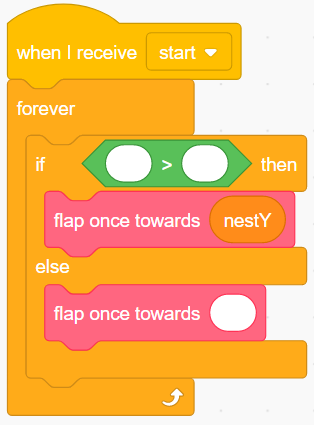 when I receive start
forever
if > then
flap once towards nestY
else
flap once towards